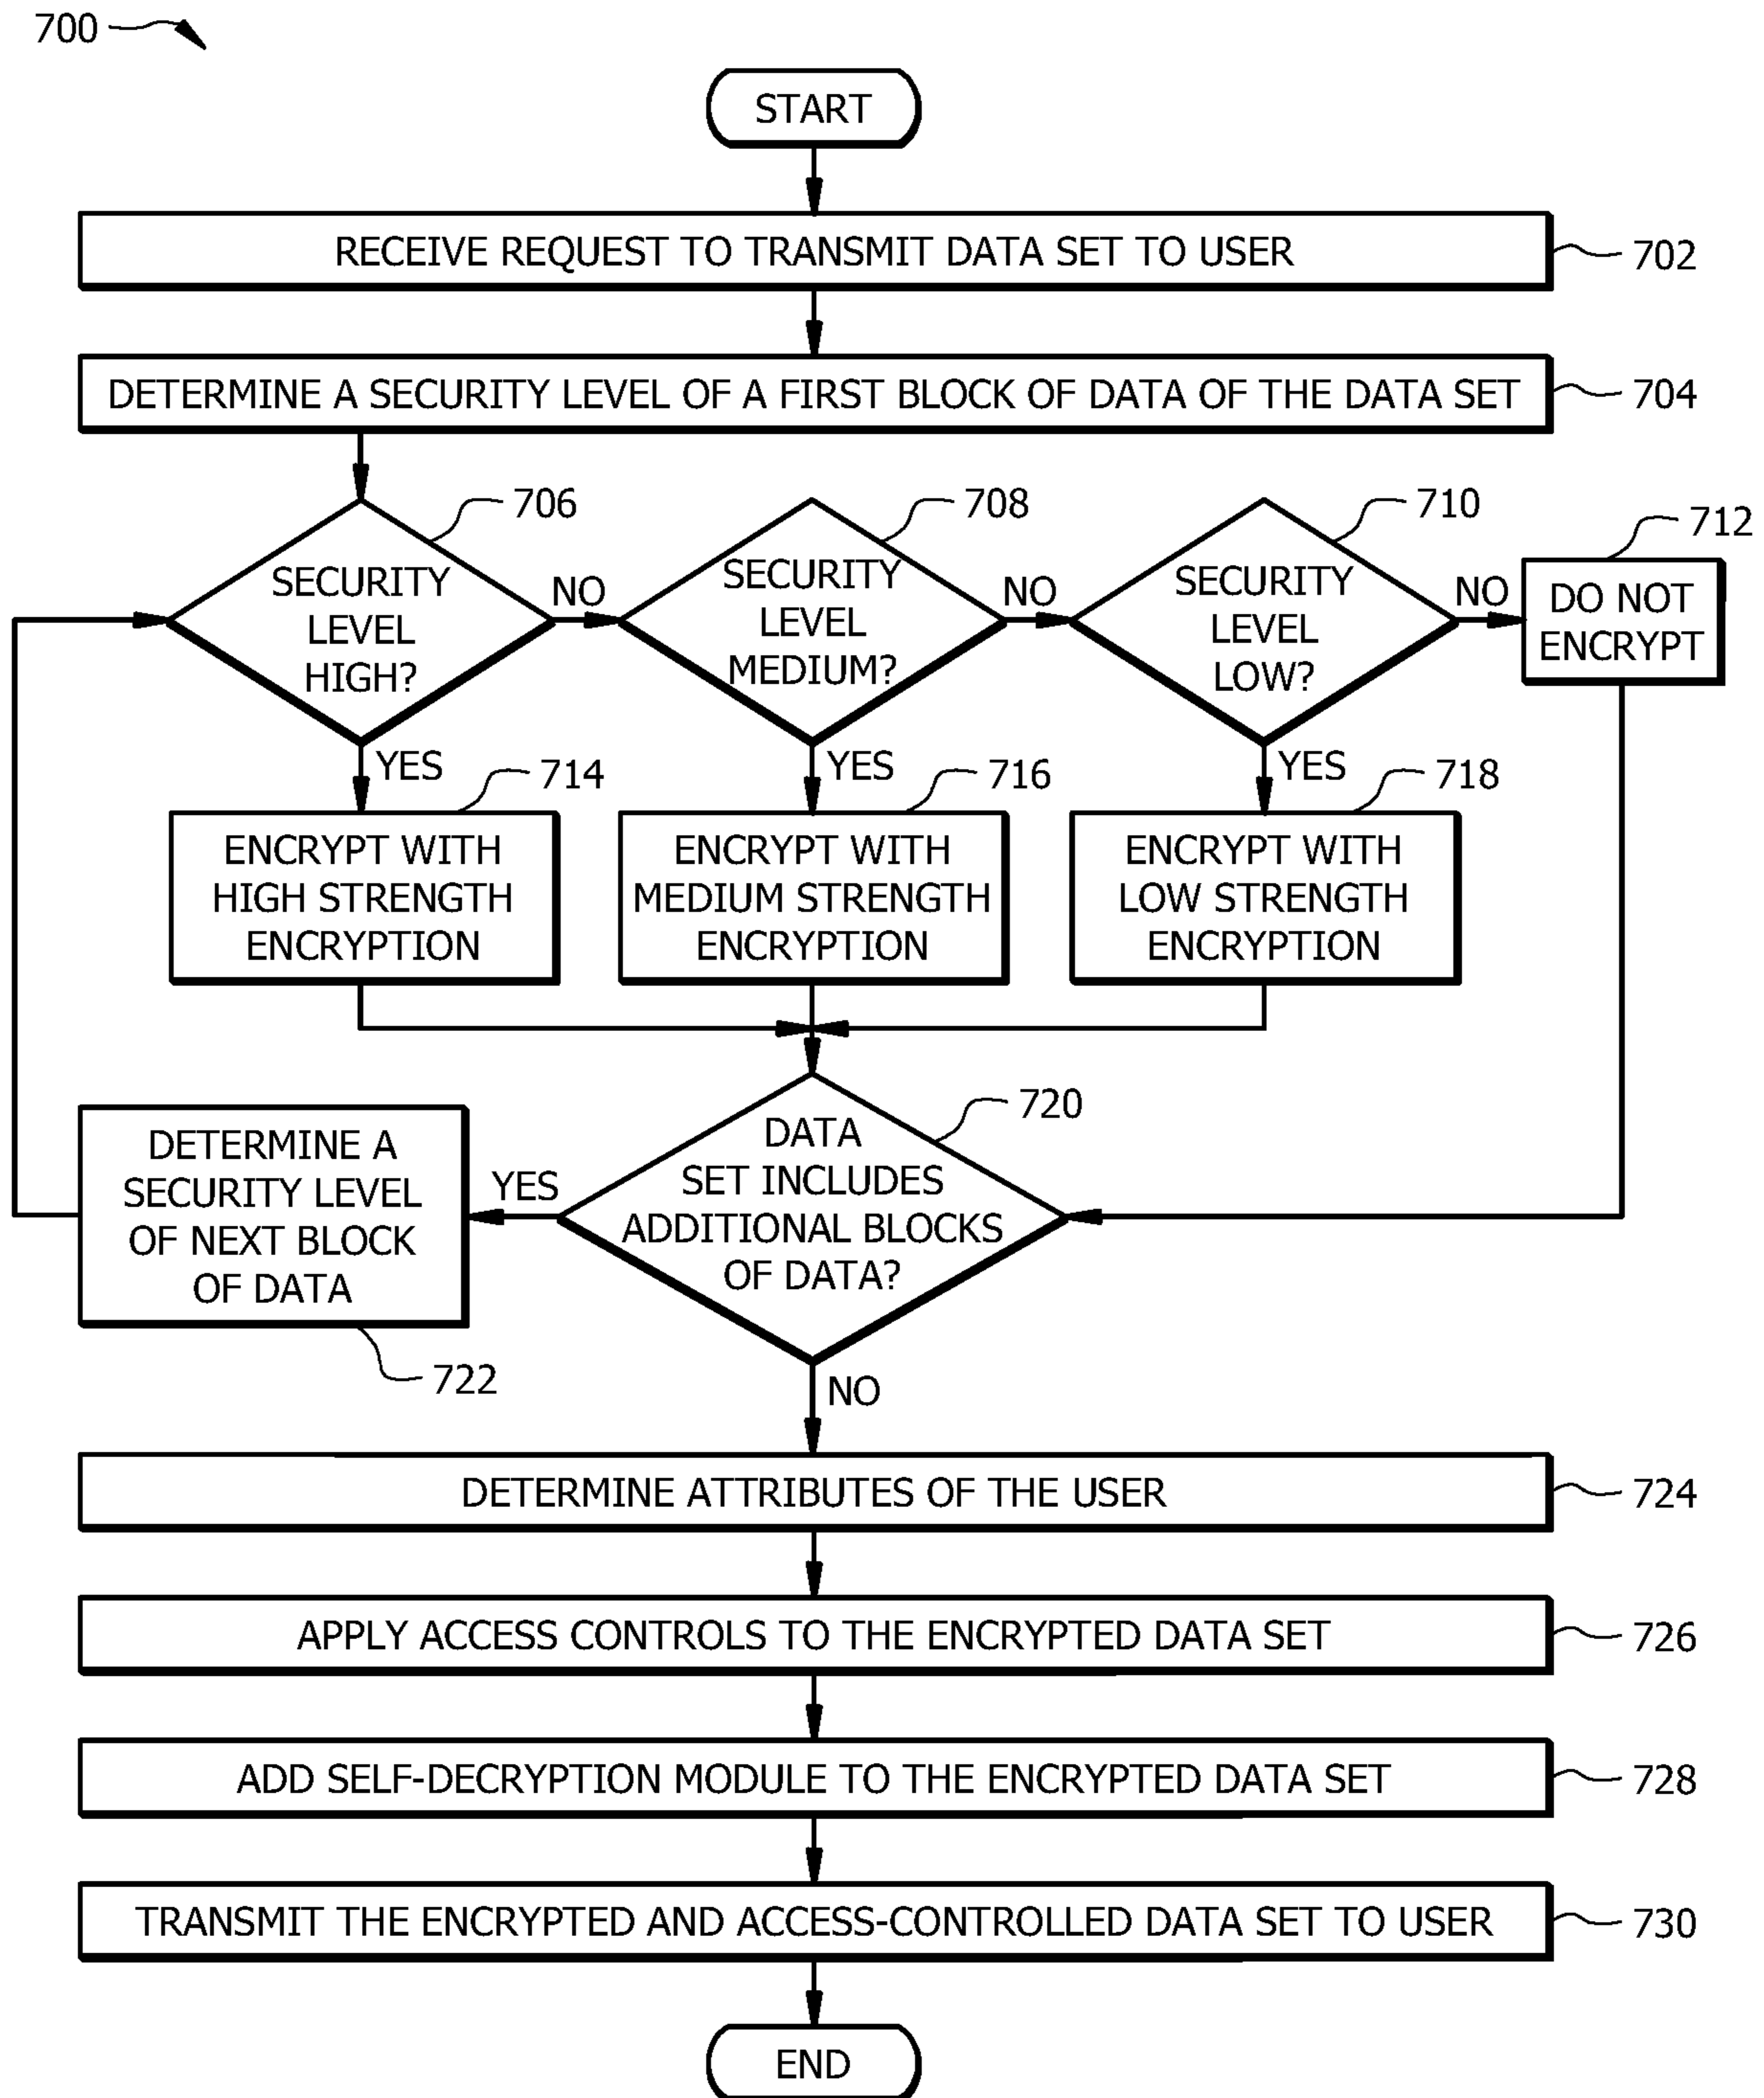 700
START
RECEIVE REQUEST TO TRANSMIT DATA SET TO USER
702
DETERMINE A SECURITY LEVEL OF A FIRST BLOCK OF DATA OF THE DATA SET
704
706
SECURITY
LEVEL
HIGH?
NO
YES
708
SECURITY
LEVEL
MEDIUM?
NO
YES
710
SECURITY
LEVEL
LOW?
NO
YES
712
DO NOT
ENCRYPT
714
ENCRYPT WITH
HIGH STRENGTH
ENCRYPTION
716
ENCRYPT WITH
MEDIUM STRENGTH
ENCRYPTION
718
ENCRYPT WITH
LOW STRENGTH
ENCRYPTION
720
DATA
SET INCLUDES
ADDITIONAL BLOCKS
OF DATA?
YES
DETERMINE A
SECURITY LEVEL
OF NEXT BLOCK
OF DATA
722
NO
DETERMINE ATTRIBUTES OF THE USER
724
APPLY ACCESS CONTROLS TO THE ENCRYPTED DATA SET
726
ADD SELF-DECRYPTION MODULE TO THE ENCRYPTED DATA SET
728
TRANSMIT THE ENCRYPTED AND ACCESS-CONTROLLED DATA SET TO USER
730
END